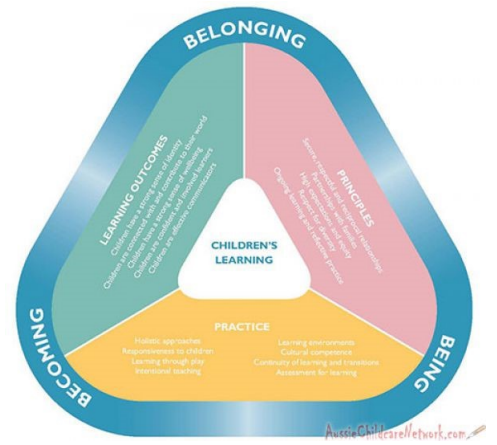 BELONGING
LEARNING OUTCOMES
Children have a strong sense of identity
Children are connected with and contribute to their world
Children have a strong sense of wellbeing
Children are confident and involved learners
Children are effective communicators
PRINCIPLES
Secure, respectful and reciprocal relationships
Partnerships with families
High expectations and equity
Respect for diversity
Ongoing learning and reflective practice
CHILDREN'S
LEARNING
PRACTICE
Holistic approaches
Responsiveness to children
Learning through play
Intentional teaching
Learning environments
Cultural competence
Continuity of learning and transitions
Assessment for learning
BECOMING
BEING
AussieChildcareNetwork.com